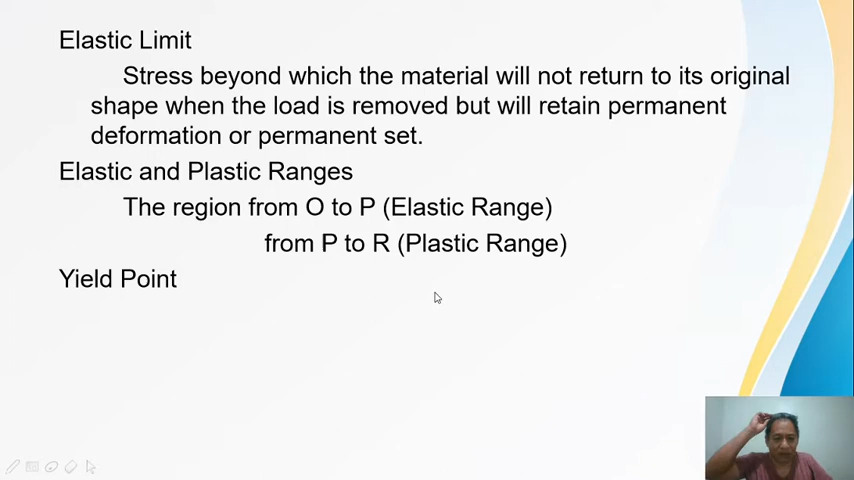 Elastic Limit
Stress beyond which the material will not return to its original
shape when the load is removed but will retain permanent
deformation or permanent set.
Elastic and Plastic Ranges
The region from O to P (Elastic Range)
from P to R (Plastic Range)
Yield Point